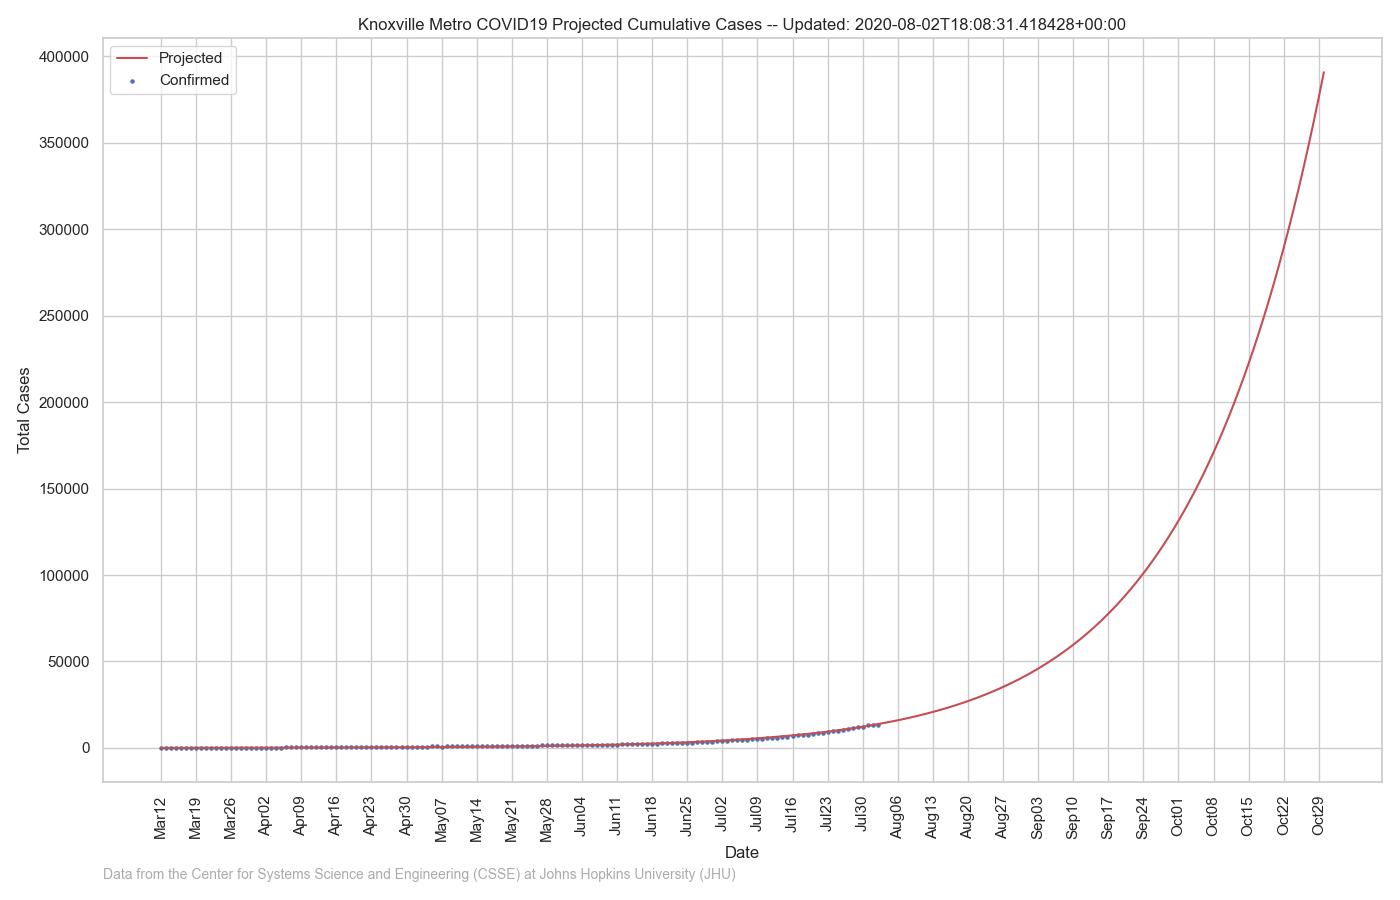 Knoxville Metro COVID19 Projected Cumulative Cases -- Updated: 2020-08-02T18:08:31.418428+00:00
Projected
Confirmed
400000
350000
300000
250000
200000
150000
100000
50000
0
Total Cases
Mar12 Mar19 Mar26 Apr02 Apr09 Apr16 Apr23 Apr30 May07 May14 May21 May28 Jun04 Jun11 Jun18 Jun25 Jul02 Jul09 Jul16 Jul23 Jul30 Aug06 Aug13 Aug20 Aug27 Sep03 Sep10 Sep17 Sep24 Oct01 Oct08 Oct15 Oct22 Oct29
Date
Data from the Center for Systems Science and Engineering (CSSE) at Johns Hopkins University (JHU)